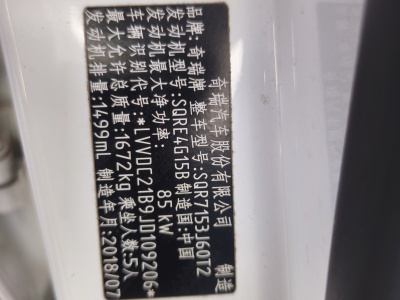 奇瑞汽车股份有限公司 制造
品牌:奇瑞牌 整车型号:SQR7153J60T2
发动机型号:SQRE4G15B 制造国:中国
发动机最大净功率: 85 kW
车辆识别代号:*LVVDC21B9JD109206*
最大允许总质量:1672kg 乘坐人数:5人
发动机排量:1499mL 制造年月:2018.07